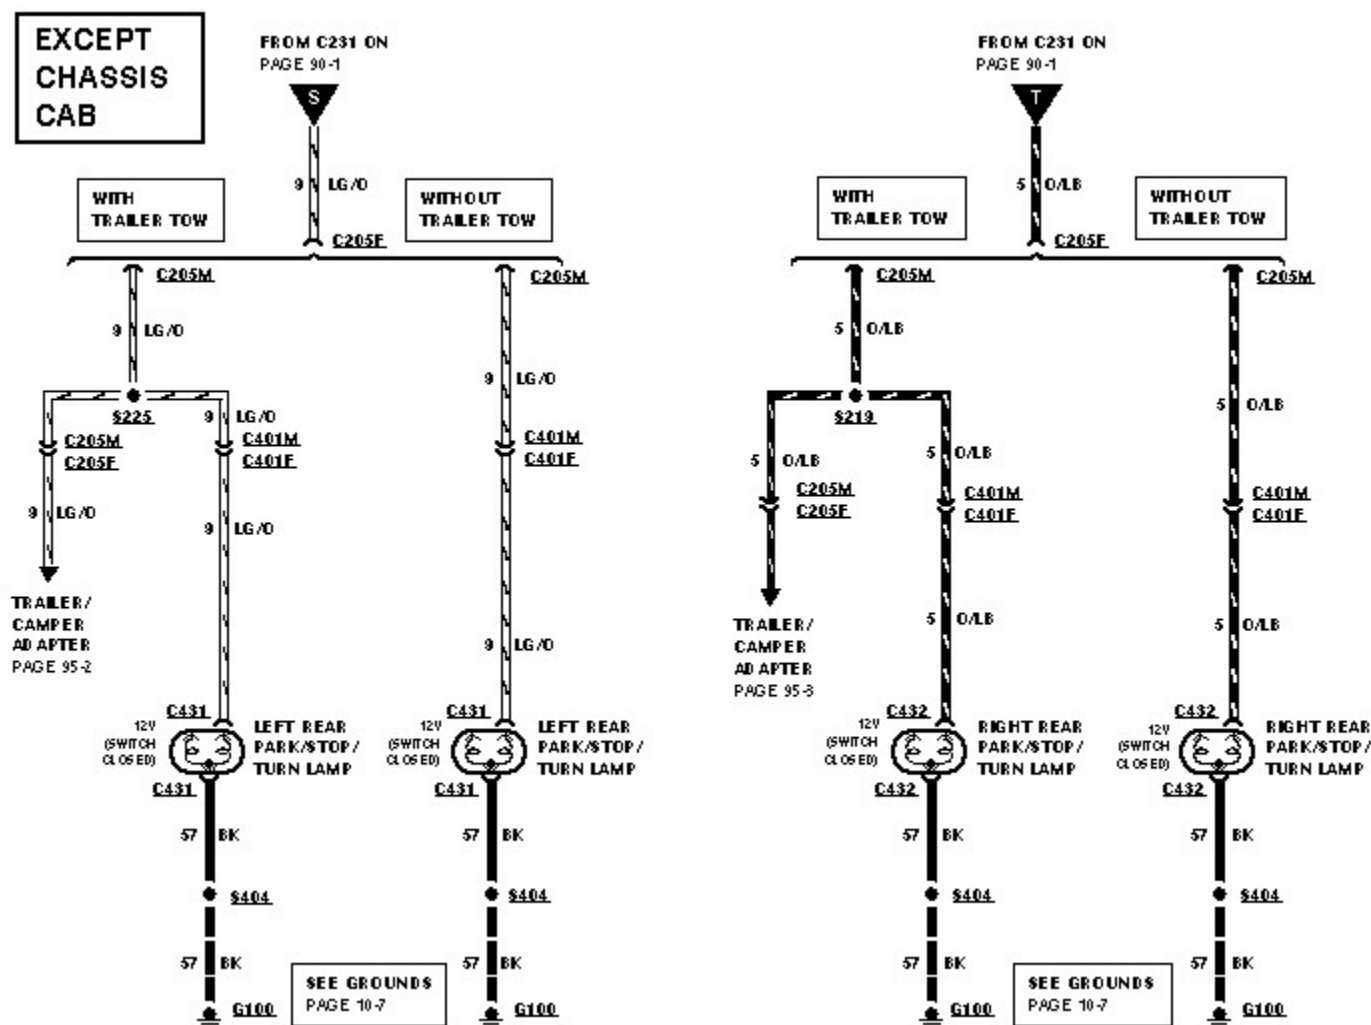 EXCEPT
CHASSIS
CAB
FROM C231 ON
PAGE 90-1
S
9 LG/O
WITH
TRAILER TOW
WITHOUT
TRAILER TOW
C205F
C205M
C205M
9 LG/O
9 LG/O
S225
9 LG/O
C205M
C205F
C401M
C401F
C401M
C401F
9 LG/O
9 LG/O
TRAILER/
CAMPER
ADAPTER
PAGE 95-2
9 LG/O
C431
12V
(SWITCH
CLOSED)
LEFT REAR
PARK/STOP/
TURN LAMP
C431
C431
12V
(SWITCH
CLOSED)
LEFT REAR
PARK/STOP/
TURN LAMP
C431
57 BK
57 BK
S404
S404
57 BK
57 BK
G100
G100
SEE GROUNDS
PAGE 10-7
FROM C231 ON
PAGE 90-1
T
5 O/LB
WITH
TRAILER TOW
WITHOUT
TRAILER TOW
C205F
C205M
C205M
5 O/LB
5 O/LB
S219
5 O/LB
5 O/LB
C205M
C205F
C401M
C401F
C401M
C401F
TRAILER/
CAMPER
ADAPTER
PAGE 95-3
5 O/LB
5 O/LB
C432
12V
(SWITCH
CLOSED)
RIGHT REAR
PARK/STOP/
TURN LAMP
C432
C432
12V
(SWITCH
CLOSED)
RIGHT REAR
PARK/STOP/
TURN LAMP
C432
57 BK
57 BK
S404
S404
57 BK
57 BK
G100
G100
SEE GROUNDS
PAGE 10-7